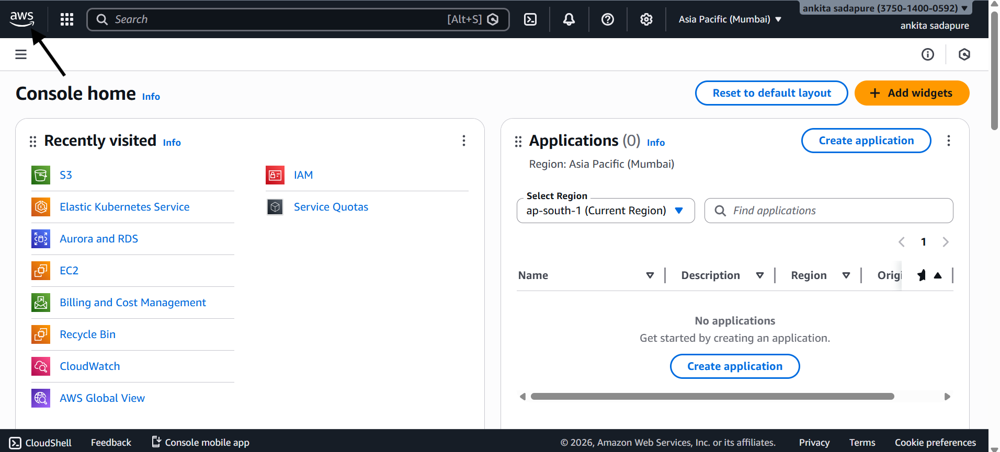 aws
Search
[Alt+S]
Asia Pacific (Mumbai)
ankita sadapure (3750-1400-0592)
ankita sadapure
Console home Info
Reset to default layout
+ Add widgets
Recently visited Info
S3
IAM
Elastic Kubernetes Service
Service Quotas
Aurora and RDS
EC2
Billing and Cost Management
Recycle Bin
CloudWatch
AWS Global View
Applications (0) Info
Create application
Region: Asia Pacific (Mumbai)
Select Region
ap-south-1 (Current Region)
Find applications
1
Name
Description
Region
Origi
No applications
Get started by creating an application.
Create application
CloudShell
Feedback
Console mobile app
© 2026, Amazon Web Services, Inc. or its affiliates.
Privacy
Terms
Cookie preferences